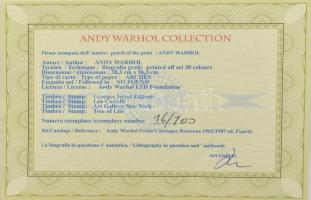 ANDY WARHOL COLLECTION
Firma stampata dell' autore/ pencil of the print : ANDY WARHOL
Autore / Author : ANDY WARHOL
Tecnica / Technique : litografia grafic printed off set 30 colours
Dimensioni / dimensions : 38,3 cm x 56,3 cm
Tipo di carta / Type of paper : ARCHES
Eseguita nel / Followed in : NO FOUND
Licenza / License : Andy Warhol LTD Foundation
Timbro / Stamp : Georges Israel Editeur
Timbro / Stamp : Leo Castelli
Timbro / Stamp : Art Gallery New-York
Timbro / Stamp : Tree of Life
Numero esemplare /exemplary number 16/100
Rif.Catalogo / Reference : Andy Warhol Prints Catalogue Raisonne 1962/1987 ed. Fourth
La litografia in questione e' autentica. / Lithography in question and ' authentic
Art Gallery